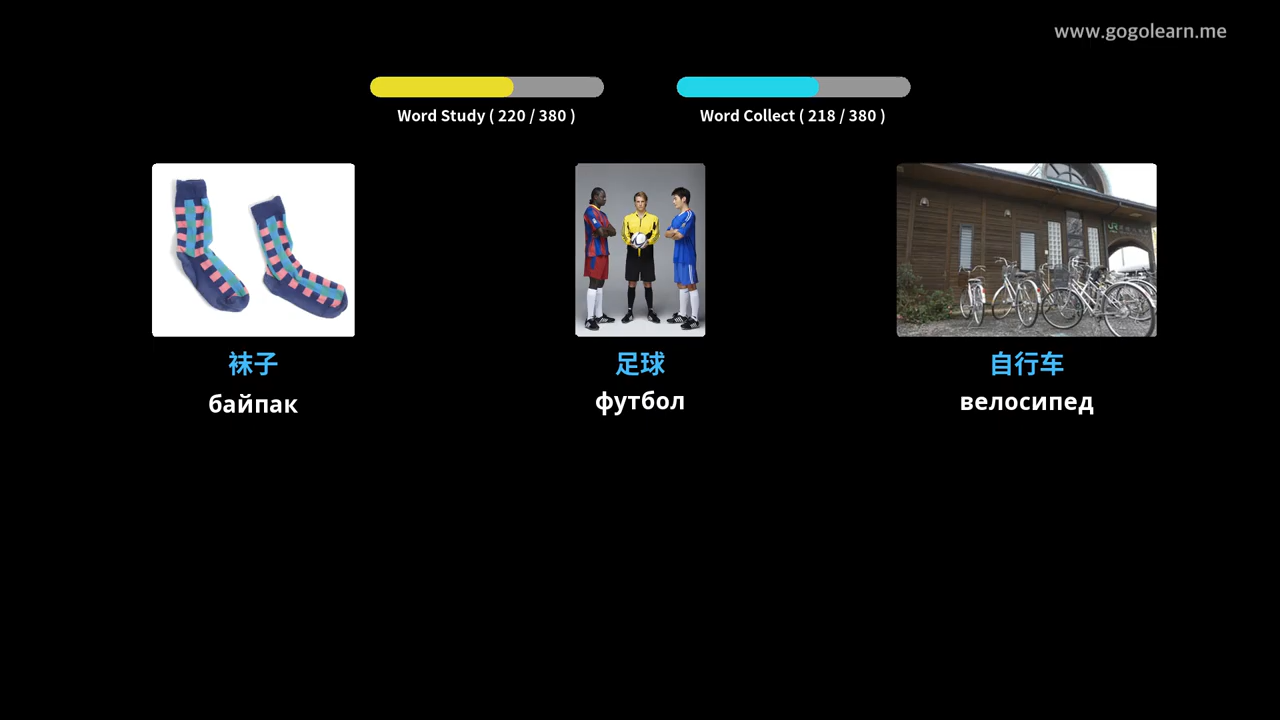 www.gogolearn.me
Word Study ( 220 / 380 )
Word Collect ( 218 / 380 )
袜子
足球
自行车
байпак
футбол
велосипед